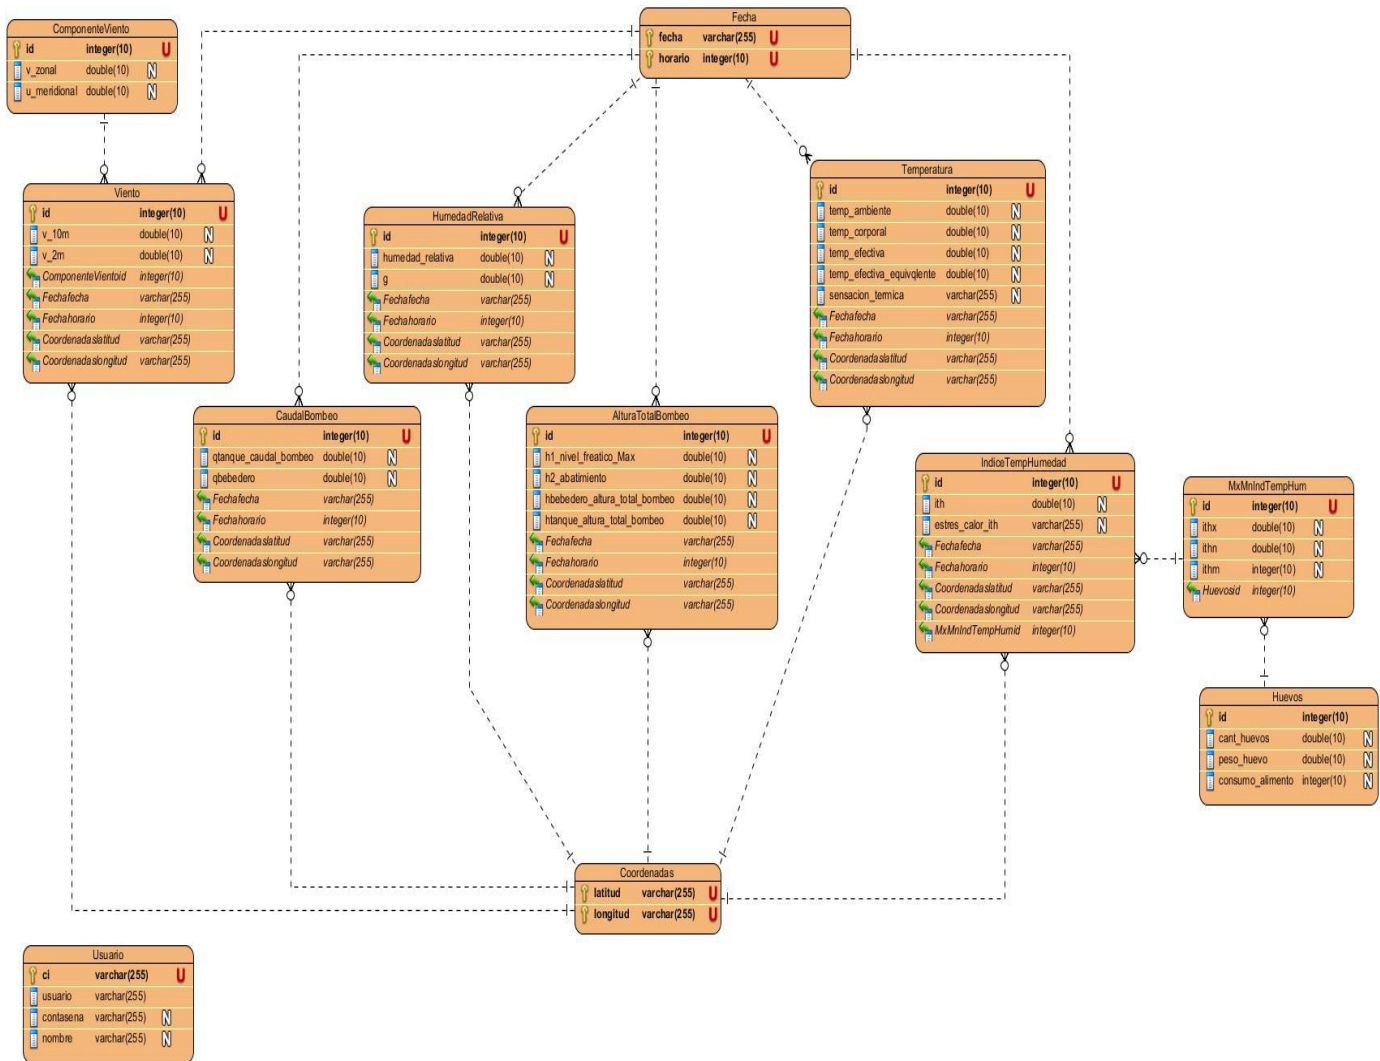 Fecha
fecha varchar(255) U
horario integer(10) U
ComponenteViento
id integer(10) U
v_zonal double(10) N
u_meridional double(10) N
Viento
id integer(10) U
v_10m double(10) N
v_2m double(10) N
ComponenteVientoid integer(10)
Fechafecha varchar(255)
Fechahorario integer(10)
Coordenadaslatitud varchar(255)
Coordenadaslongitud varchar(255)
HumedadRelativa
id integer(10) U
humedad_relativa double(10) N
g double(10) N
Fechafecha varchar(255)
Fechahorario integer(10)
Coordenadaslatitud varchar(255)
Coordenadaslongitud varchar(255)
Temperatura
id integer(10) U
temp_ambiente double(10) N
temp_corporal double(10) N
temp_efectiva double(10) N
temp_efectiva_equivqlente double(10) N
sensacion_termica varchar(255) N
Fechafecha varchar(255)
Fechahorario integer(10)
Coordenadaslatitud varchar(255)
Coordenadaslongitud varchar(255)
CaudalBombeo
id integer(10) U
qtanque_caudal_bombeo double(10) N
qbebedero double(10) N
Fechafecha varchar(255)
Fechahorario integer(10)
Coordenadaslatitud varchar(255)
Coordenadaslongitud varchar(255)
AlturaTotalBombeo
id integer(10) U
h1_nivel_freatico_Max double(10) N
h2_abatimiento double(10) N
hbebedero_altura_total_bombeo double(10) N
htanque_altura_total_bombeo double(10) N
Fechafecha varchar(255)
Fechahorario integer(10)
Coordenadaslatitud varchar(255)
Coordenadaslongitud varchar(255)
IndiceTempHumedad
id integer(10) U
ith double(10) N
estres_calor_ith varchar(255) N
Fechafecha varchar(255)
Fechahorario integer(10)
Coordenadaslatitud varchar(255)
Coordenadaslongitud varchar(255)
MxMnIndTempHumid integer(10)
MxMnIndTempHum
id integer(10) U
ithx double(10) N
ithn double(10) N
ithm integer(10) N
Huevosid integer(10)
Huevos
id integer(10)
cant_huevos double(10) N
peso_huevo double(10) N
consumo_alimento integer(10) N
Coordenadas
latitud varchar(255) U
longitud varchar(255) U
Usuario
ci varchar(255) U
usuario varchar(255)
contasena varchar(255) N
nombre varchar(255) N